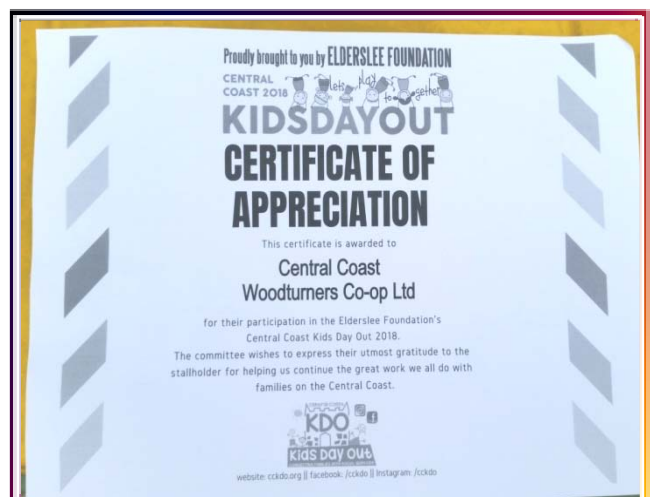 Proudly brought to you by ELDERSLEE FOUNDATION
CENTRAL
COAST 2018
let's play
together
KIDSDAYOUT
CERTIFICATE OF
APPRECIATION
This certificate is awarded to
Central Coast
Woodturners Co-op Ltd
for their participation in the Elderslee Foundation's
Central Coast Kids Day Out 2018.
The committee wishes to express their utmost gratitude to the
stallholder for helping us continue the great work we all do with
families on the Central Coast.
KDO
Kids Day Out
website: cckdo.org || facebook: /cckdo || Instagram: /cckdo